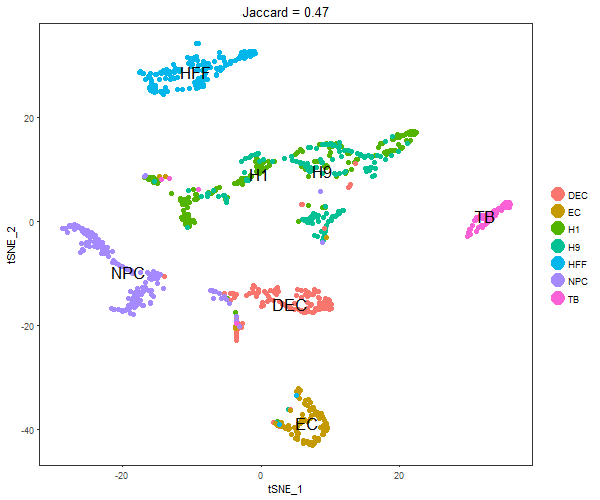 Jaccard = 0.47
HFF
H1
H9
TB
NPC
DEC
EC
20
0
-20
-40
tSNE_2
-20
0
20
tSNE_1
DEC
EC
H1
H9
HFF
NPC
TB